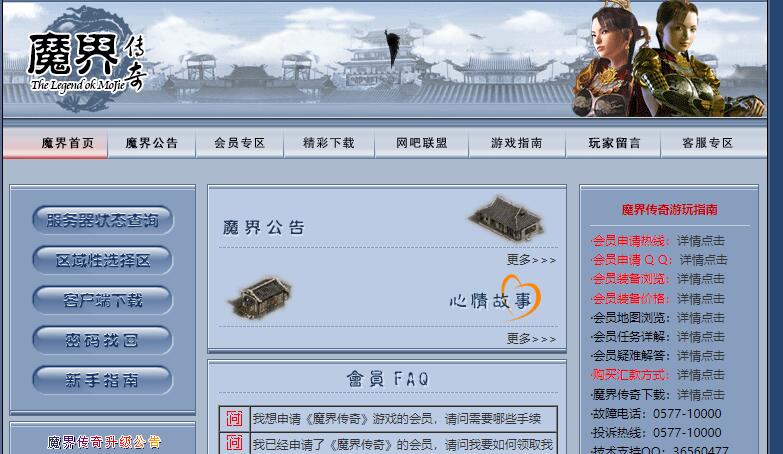 魔界传奇
The Legend ok MoJie
魔界首页 魔界公告 会员专区 精彩下载 网吧联盟 游戏指南 玩家留言 客服专区
服务器状态查询
区域性选择区
客户端下载
密码找回
新手指南
魔界传奇升级公告
魔界公告
更多>>>
心情故事
更多>>>
會員 FAQ
问 我想申请《魔界传奇》游戏的会员，请问需要哪些手续
问 我已经申请了《魔界传奇》的会员，请问我要如何领取我
魔界传奇游玩指南
·会员申请热线：详情点击
·会员申请 Q Q：详情点击
·会员装备浏览：详情点击
·会员装备价格：详情点击
·会员地图浏览：详情点击
·会员任务详解：详情点击
·会员疑难解答：详情点击
·购买汇款方式：详情点击
·魔界传奇下载：详情点击
·故障电话：0577-10000
·投诉热线：0577-10000
·技术支持QQ：36560477